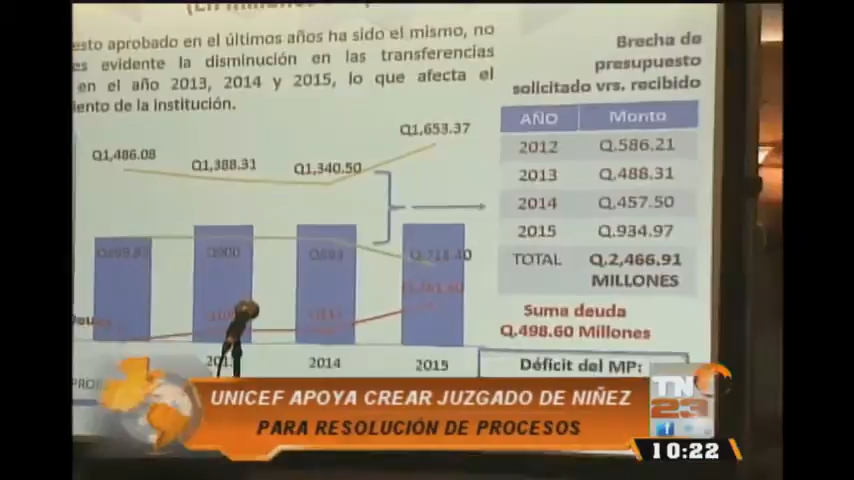 esto aprobado en el últimos años ha sido el mismo, no
es evidente la disminución en las transferencias
en el año 2013, 2014 y 2015, lo que afecta el
iento de la institución.
Brecha de
presupuesto
solicitado vrs. recibido
AÑO Monto
2012 Q.586.21
2013 Q.488.31
2014 Q.457.50
2015 Q.934.97
TOTAL Q.2,466.91
MILLONES
Suma deuda
Q.498.60 Millones
Déficit del MP:
Q1,486.08
Q1,388.31
Q1,340.50
Q1,653.37
Q900
2014
2015
UNICEF APOYA CREAR JUZGADO DE NIÑEZ
PARA RESOLUCIÓN DE PROCESOS
TN
23
10:22